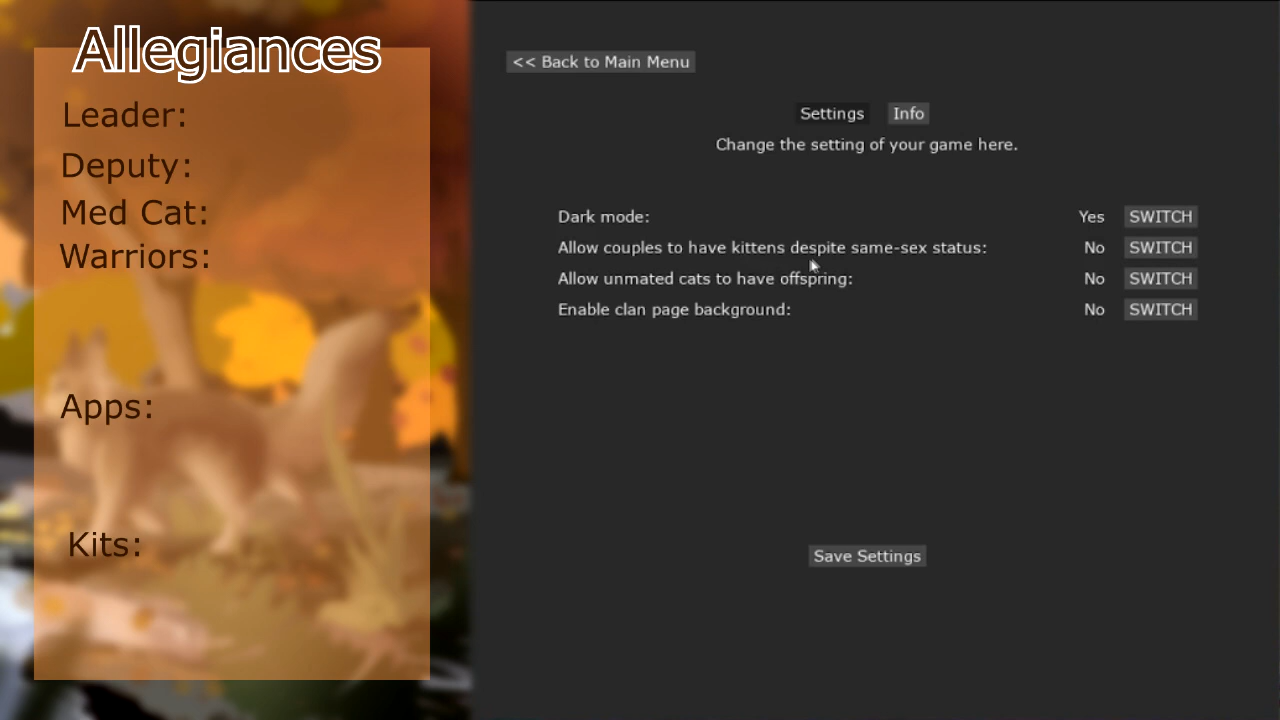 Allegiances
Leader:
Deputy:
Med Cat:
Warriors:
Apps:
Kits:
<< Back to Main Menu
Settings Info
Change the setting of your game here.
Dark mode: Yes SWITCH
Allow couples to have kittens despite same-sex status: No SWITCH
Allow unmated cats to have offspring: No SWITCH
Enable clan page background: No SWITCH
Save Settings